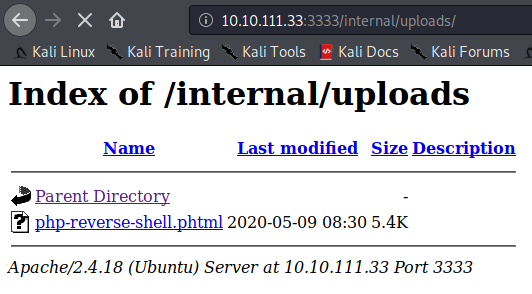 10.10.111.33:3333/internal/uploads/
Kali Linux Kali Training Kali Tools Kali Docs Kali Forums
Index of /internal/uploads
Name Last modified Size Description
Parent Directory -
php-reverse-shell.phtml 2020-05-09 08:30 5.4K
Apache/2.4.18 (Ubuntu) Server at 10.10.111.33 Port 3333